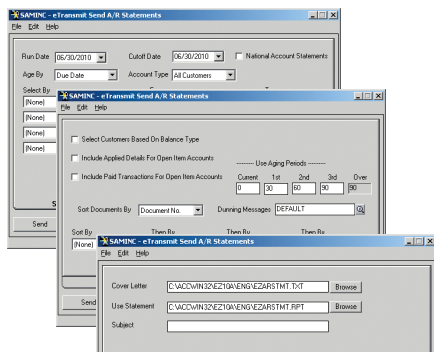 SAMINC - eTransmit Send A/R Statements
File Edit Help
Run Date 06/30/2010 Cutoff Date 06/30/2010 National Account Statements
Age By Due Date Account Type All Customers
Select By
(None)
(None)
(None)
(None)
Send
SAMINC - eTransmit Send A/R Statements
File Edit Help
Select Customers Based On Balance Type
Include Applied Details For Open Item Accounts
-------- Use Aging Periods --------
Include Paid Transactions For Open Item Accounts
Current 1st 2nd 3rd Over
0 30 60 90 90
Sort Documents By Document No. Dunning Messages DEFAULT
Sort By Then By Then By Then By
(None)
Send
SAMINC - eTransmit Send A/R Statements
File Edit Help
Cover Letter C:\ACCWIN32\EZ10A\ENG\EZARSTMT.TXT Browse
Use Statement C:\ACCWIN32\EZ10A\ENG\EZARSTMT.RPT Browse
Subject